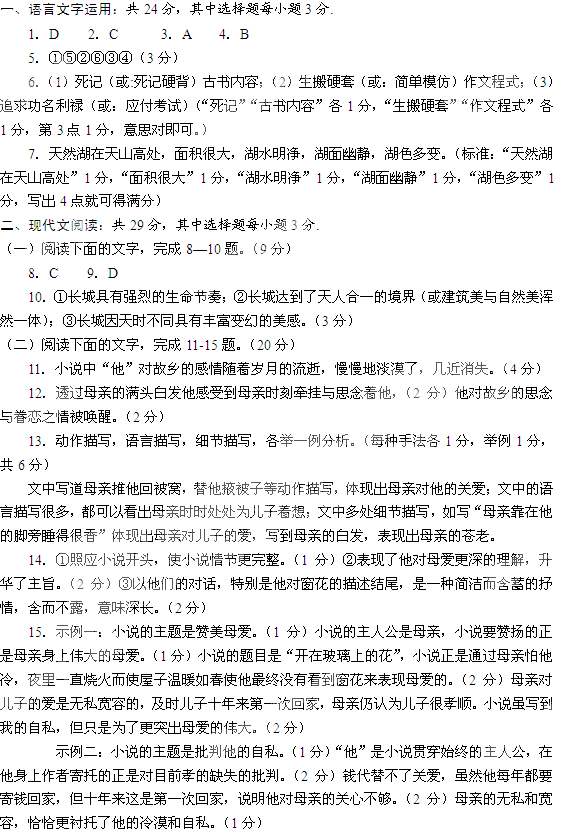 一、语言文字运用：共 24 分，其中选择题每小题 3 分.
1．D 2．C 3．A 4．B
5．①⑤②⑥③④（3 分）
6．（1）死记（或:死记硬背）古书内容；（2）生搬硬套（或：简单模仿）作文程式；（3）
追求功名利禄（或：应付考试）（“死记”“古书内容”各 1 分，“生搬硬套”“作文程式”各
1 分，第 3 点 1 分，意思对即可。）
7．天然湖在天山高处，面积很大，湖水明净，湖面幽静，湖色多变。（标准：“天然湖
在天山高处”1 分，“面积很大”1 分，“湖水明净”1 分，“湖面幽静”1 分，“湖色多变”1
分，写出 4 点就可得满分）
二、现代文阅读：共 29 分，其中选择题每小题 3 分.
（一）阅读下面的文字，完成 8—10 题。（9 分）
8．C 9．D
10．①长城具有强烈的生命节奏；②长城达到了天人合一的境界（或建筑美与自然美浑
然一体）；③长城因天时不同具有丰富变幻的美感。（3 分）
（二）阅读下面的文字，完成 11-15 题。（20 分）
11．小说中“他”对故乡的感情随着岁月的流逝，慢慢地淡漠了，几近消失。（4 分）
12．透过母亲的满头白发他感受到母亲时刻牵挂与思念着他，（2 分）他对故乡的思念
与眷恋之情被唤醒。（2 分）
13．动作描写，语言描写，细节描写，各举一例分析。（每种手法各 1 分，举例 1 分，
共 6 分）
文中写道母亲推他回被窝，替他掖被子等动作描写，体现出母亲对他的关爱；文中的语
言描写很多，都可以看出母亲时时处处为儿子着想；文中多处细节描写，如写“母亲靠在他
的脚旁睡得很香”体现出母亲对儿子的爱，写到母亲的白发，表现出母亲的苍老。
14．①照应小说开头，使小说情节更完整。（1 分）②表现了他对母爱更深的理解，升
华了主旨。（2 分）③以他们的对话，特别是他对窗花的描述结尾，是一种简洁而含蓄的抒
情，含而不露，意味深长。（2 分）
15．示例一：小说的主题是赞美母爱。（1 分）小说的主人公是母亲，小说要赞扬的正
是母亲身上伟大的母爱。（1 分）小说的题目是“开在玻璃上的花”，小说正是通过母亲怕他
冷，夜里一直烧火而使屋子温暖如春使他最终没有看到窗花来表现母爱的。（2 分）母亲对
儿子的爱是无私宽容的，及时儿子十年来第一次回家，母亲仍认为儿子很孝顺。小说虽写到
我的自私，但只是为了更突出母爱的伟大。（2 分）
示例二：小说的主题是批判他的自私。（1 分）“他”是小说贯穿始终的主人公，在
他身上作者寄托的正是对目前孝的缺失的批判。（2 分）钱代替不了关爱，虽然他每年都要
寄钱回家，但十年来这是第一次回家，说明他对母亲的关心不够。（2 分）母亲的无私和宽
容，恰恰更衬托了他的冷漠和自私。（1 分）